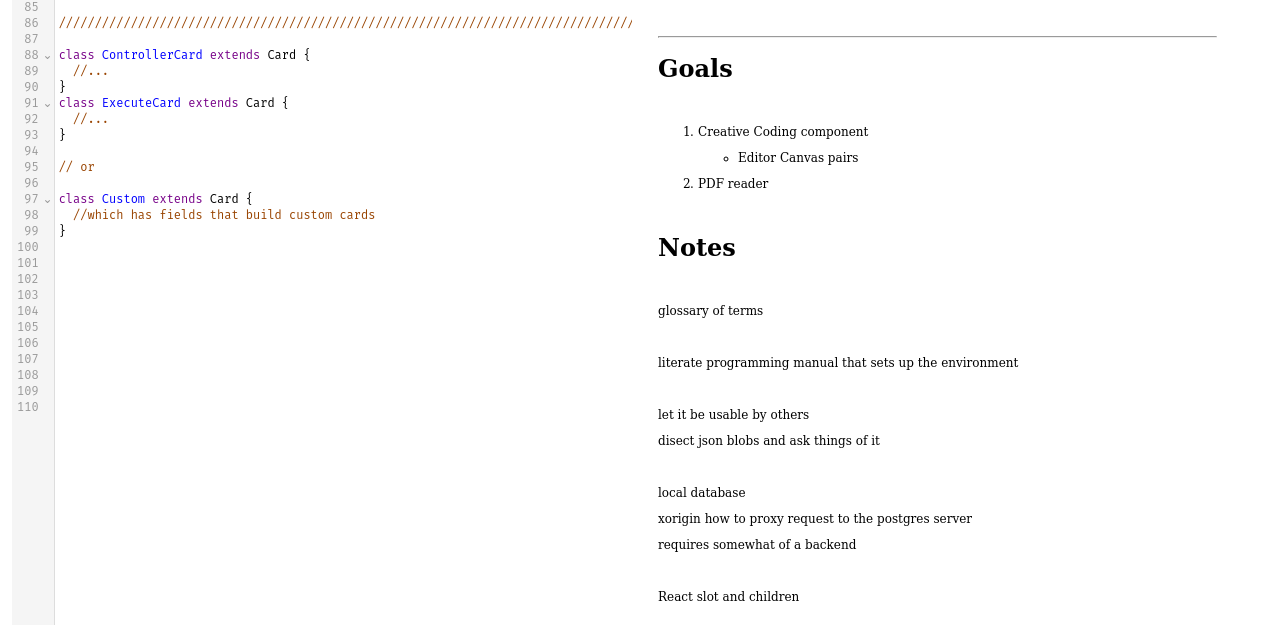 85
86 ////////////////////////////////////////////////////////////////////////////////
87
88 class ControllerCard extends Card {
89   //...
90 }
91 class ExecuteCard extends Card {
92   //...
93 }
94
95 // or
96
97 class Custom extends Card {
98   //which has fields that build custom cards
99 }
100
101
102
103
104
105
106
107
108
109
110
Goals
1. Creative Coding component
Editor Canvas pairs
2. PDF reader
Notes
glossary of terms
literate programming manual that sets up the environment
let it be usable by others
disect json blobs and ask things of it
local database
xorigin how to proxy request to the postgres server
requires somewhat of a backend
React slot and children